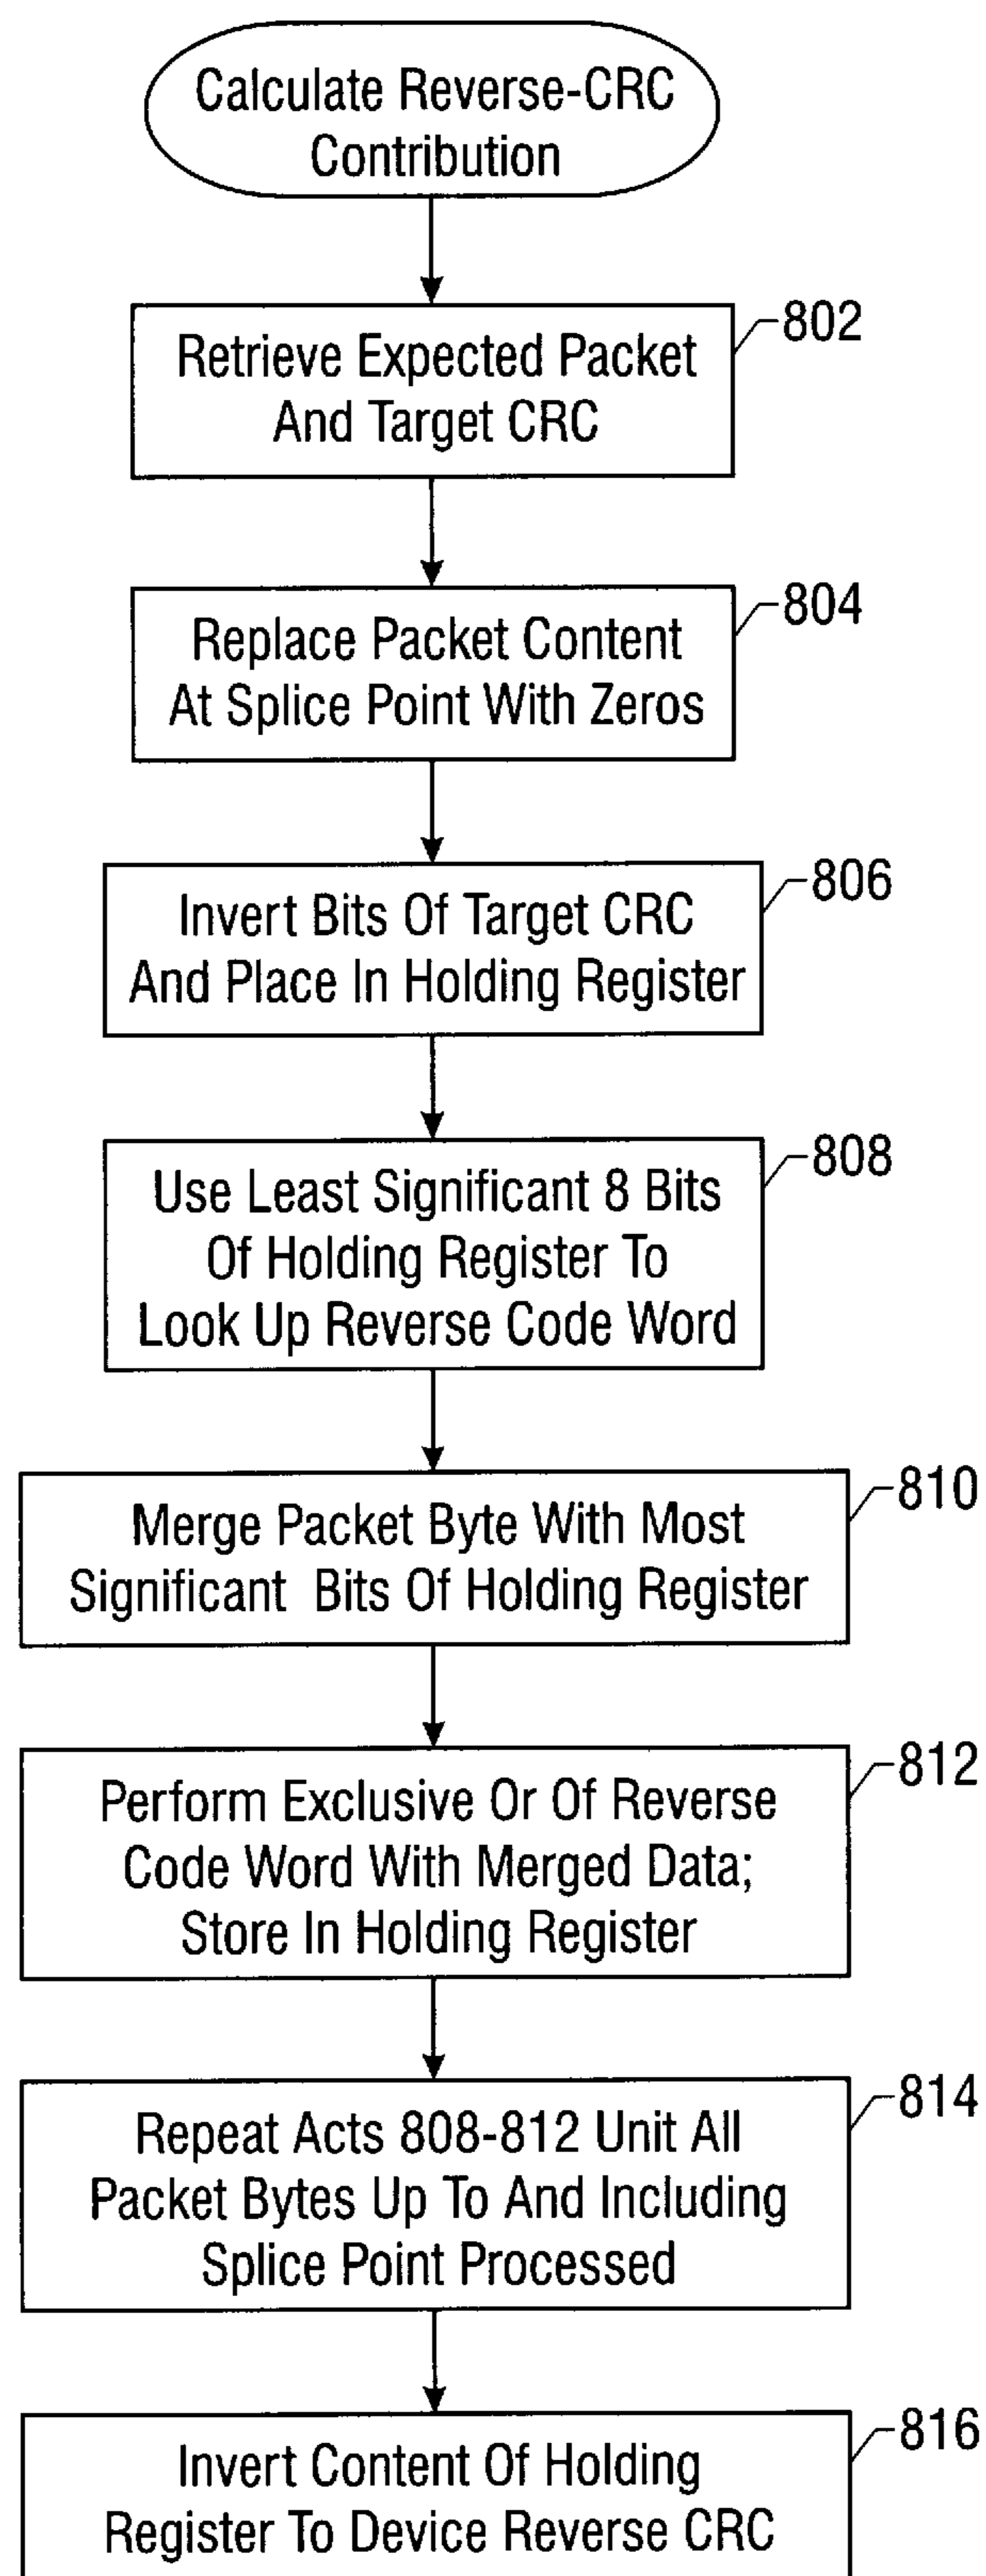 Calculate Reverse-CRC
Contribution
802
Retrieve Expected Packet
And Target CRC
804
Replace Packet Content
At Splice Point With Zeros
806
Invert Bits Of Target CRC
And Place In Holding Register
808
Use Least Significant 8 Bits
Of Holding Register To
Look Up Reverse Code Word
810
Merge Packet Byte With Most
Significant Bits Of Holding Register
812
Perform Exclusive Or Of Reverse
Code Word With Merged Data;
Store In Holding Register
814
Repeat Acts 808-812 Unit All
Packet Bytes Up To And Including
Splice Point Processed
816
Invert Content Of Holding
Register To Device Reverse CRC